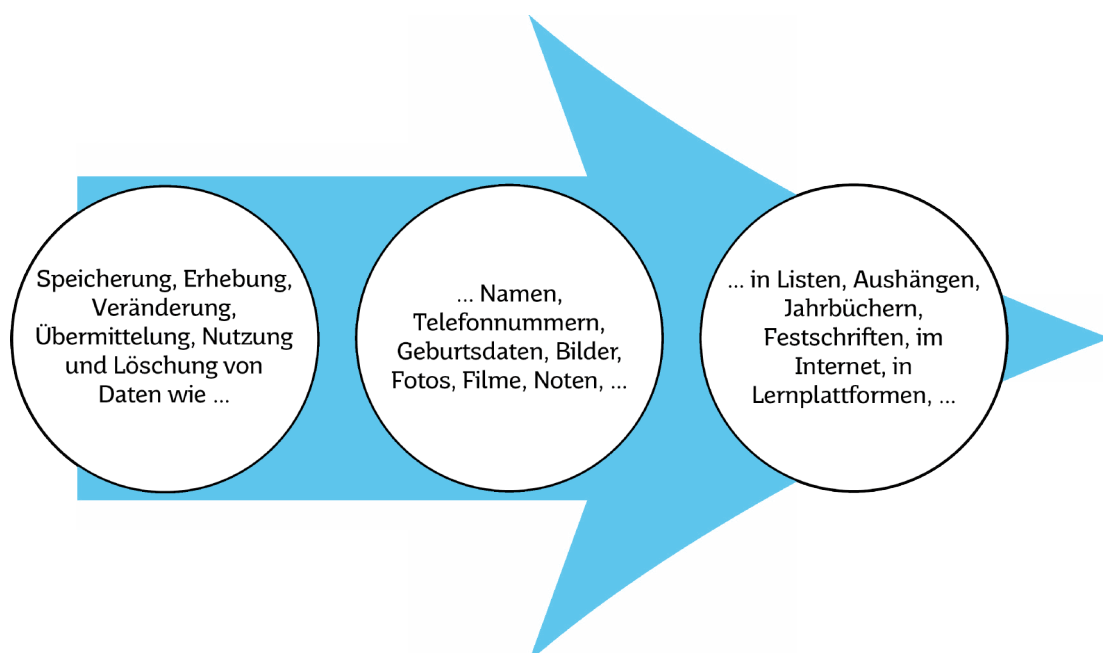 Speicherung, Erhebung,
Veränderung,
Übermittelung, Nutzung
und Löschung von
Daten wie ...
... Namen,
Telefonnummern,
Geburtsdaten, Bilder,
Fotos, Filme, Noten, ...
... in Listen, Aushängen,
Jahrbüchern,
Festschriften, im
Internet, in
Lernplattformen, ...